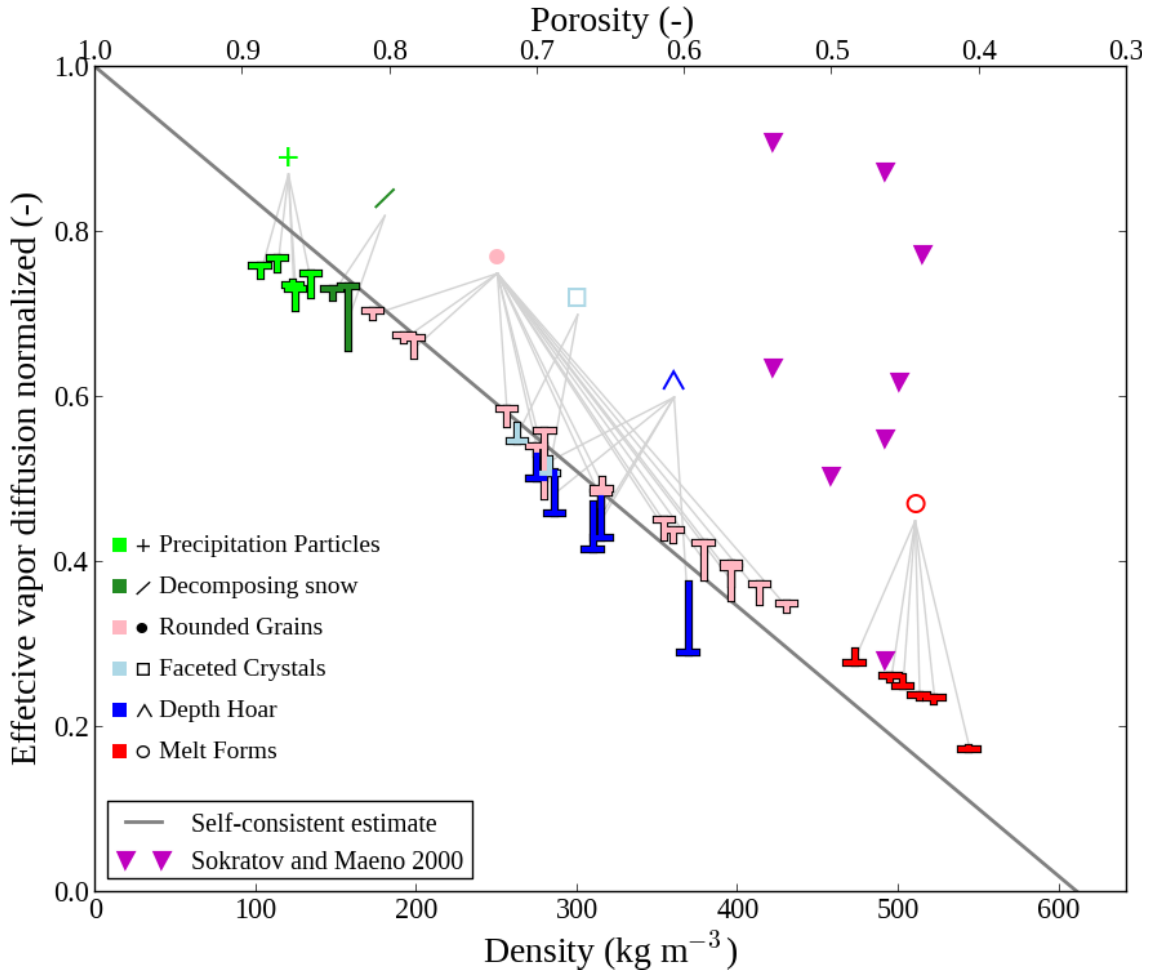 Porosity (-)
1.0 0.9 0.8 0.7 0.6 0.5 0.4 0.3
Effetcive vapor diffusion normalized (-)
1.0
0.8
0.6
0.4
0.2
0.0
Precipitation Particles
Decomposing snow
Rounded Grains
Faceted Crystals
Depth Hoar
Melt Forms
Self-consistent estimate
Sokratov and Maeno 2000
0 100 200 300 400 500 600
Density (kg m⁻³)